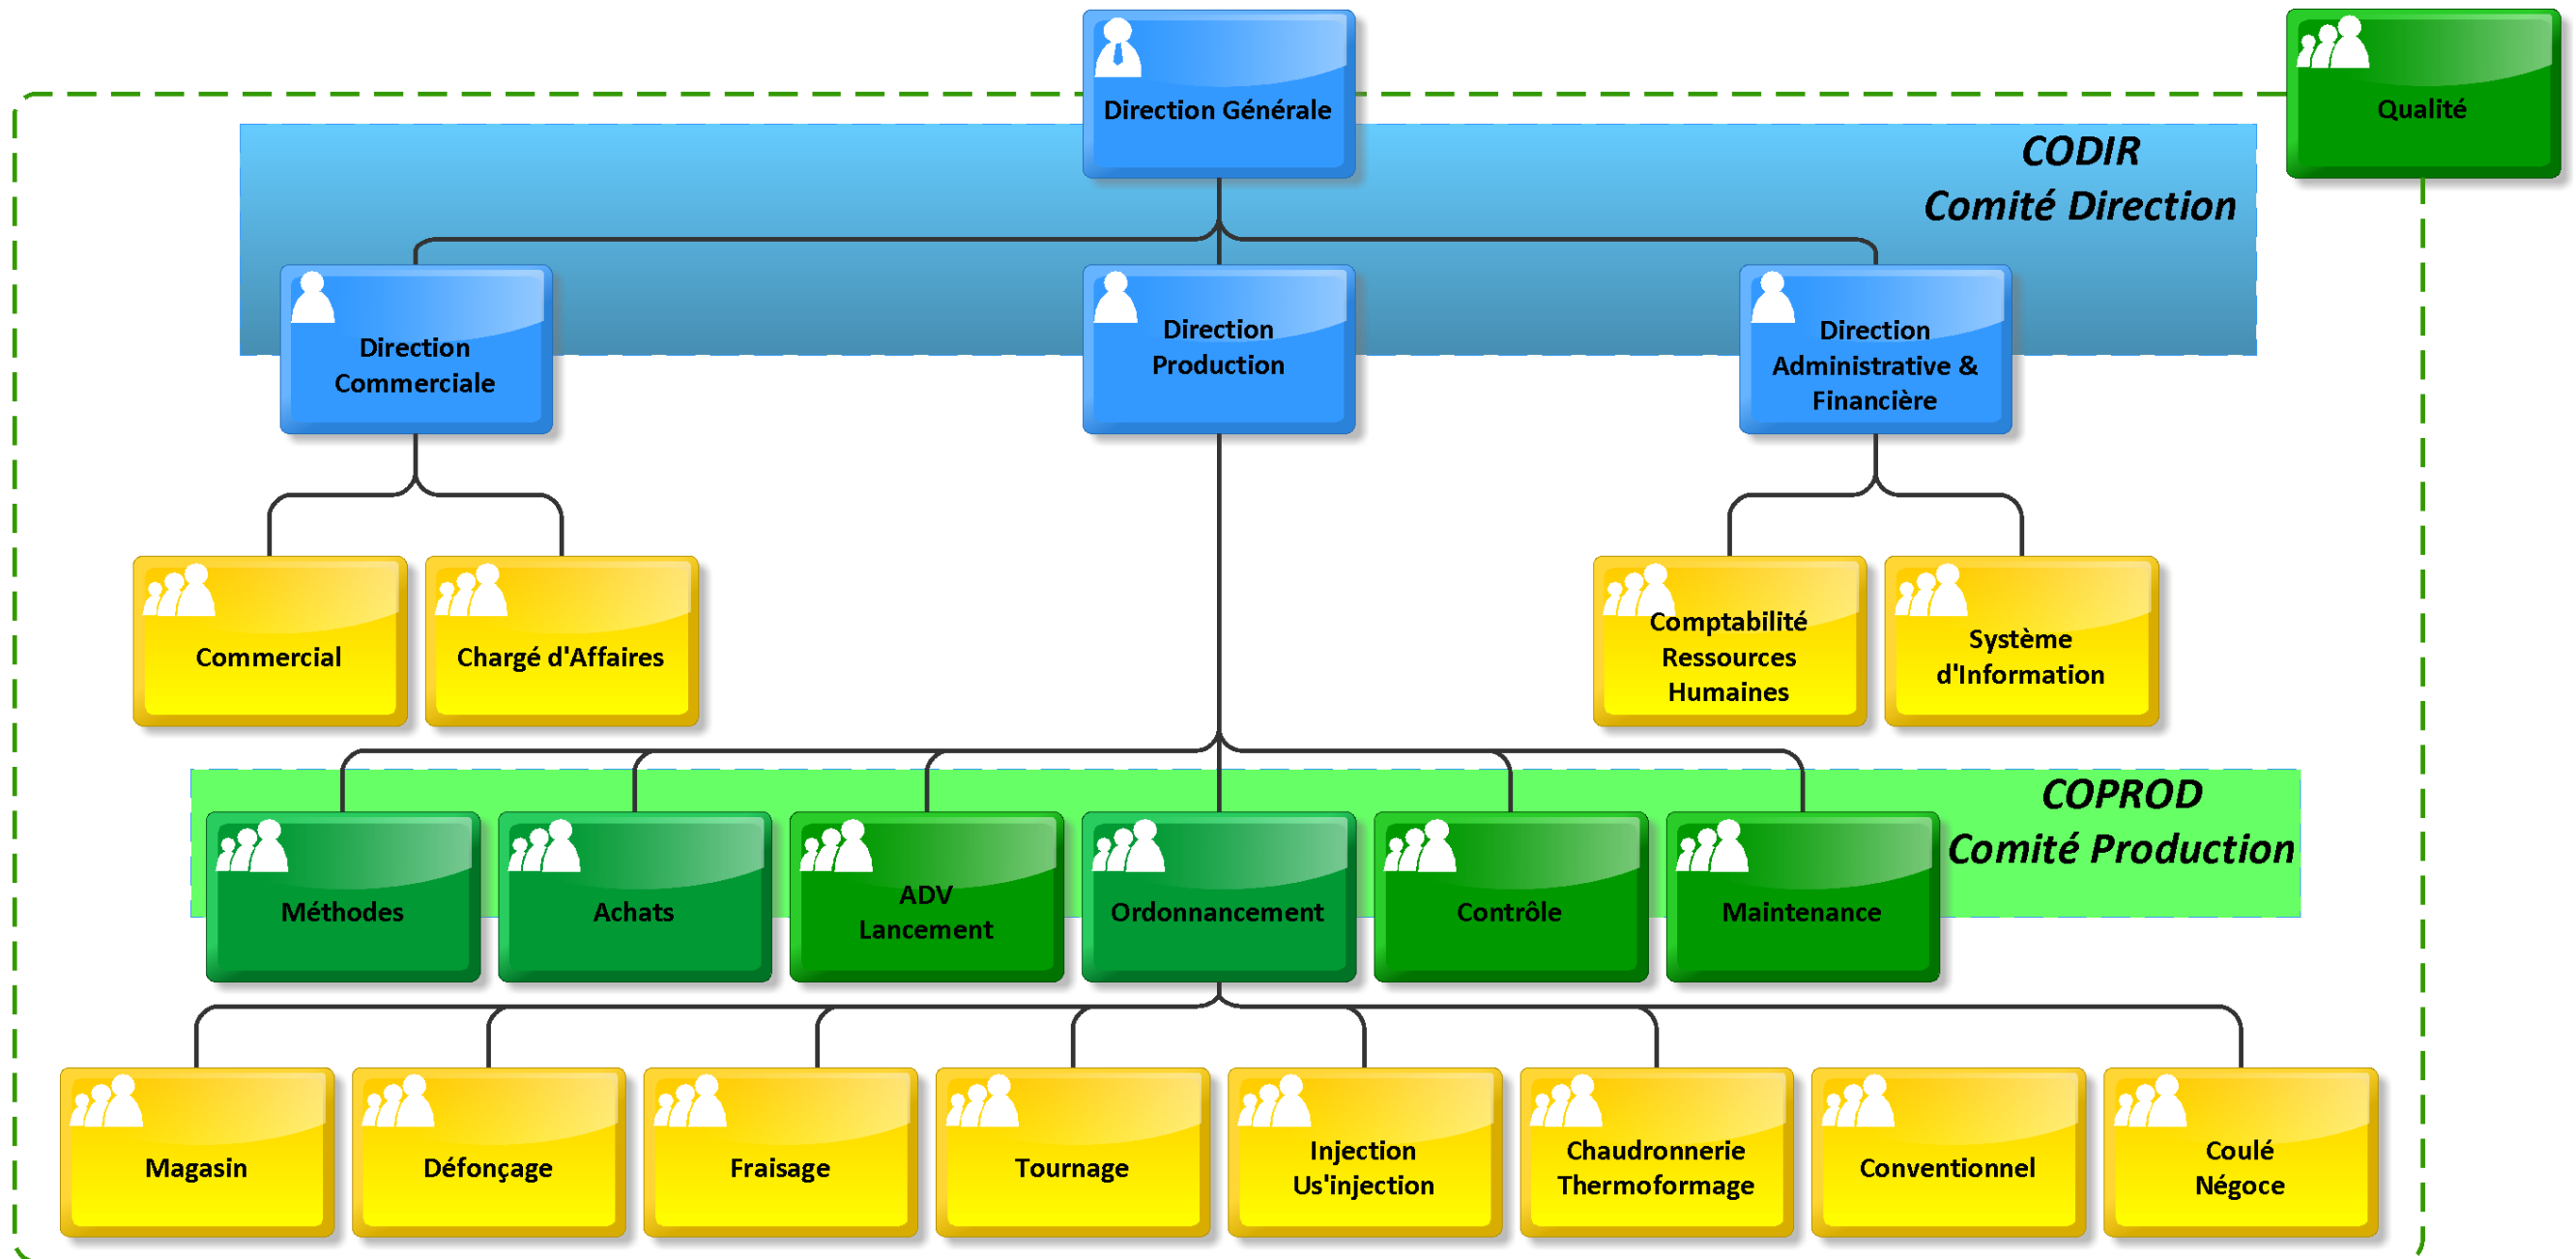 Direction Générale
Qualité
CODIR
Comité Direction
Direction
Commerciale
Direction
Production
Direction
Administrative &
Financière
Commercial
Chargé d'Affaires
Comptabilité
Ressources
Humaines
Système
d'Information
COPROD
Comité Production
Méthodes
Achats
ADV
Lancement
Ordonnancement
Contrôle
Maintenance
Magasin
Défonçage
Fraisage
Tournage
Injection
Us'injection
Chaudronnerie
Thermoformage
Conventionnel
Coulé
Négoce